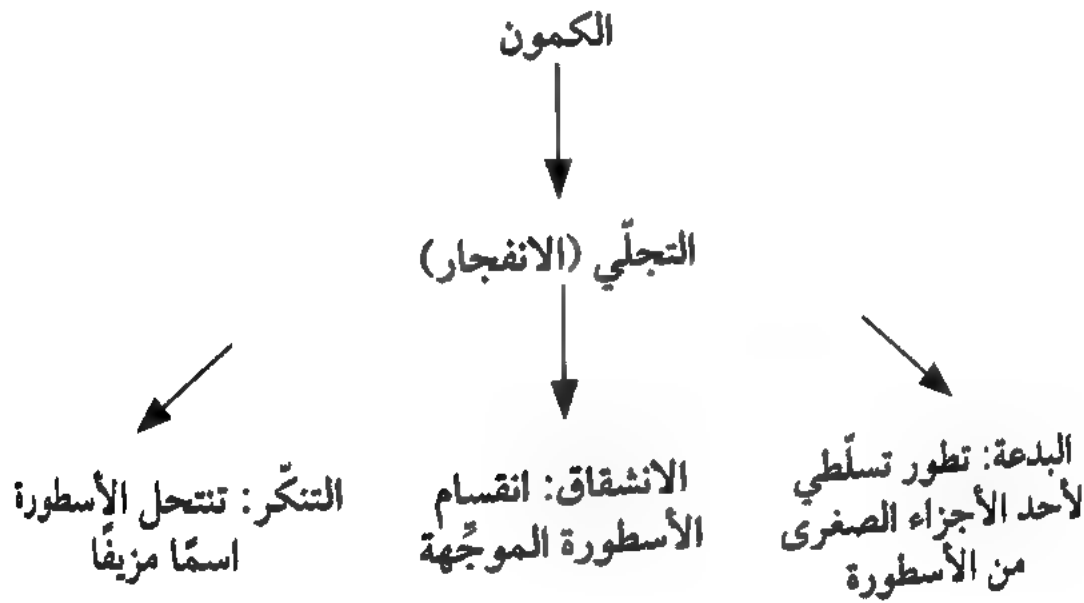 الكمون
التجلّي (الانفجار)
البدعة: تطور تسلّطي
لأحد الأجزاء الصغرى
من الأسطورة
الانشقاق: انقسام
الأسطورة الموجِّهة
التنكّر: تنتحل الأسطورة
اسمًا مزيفًا